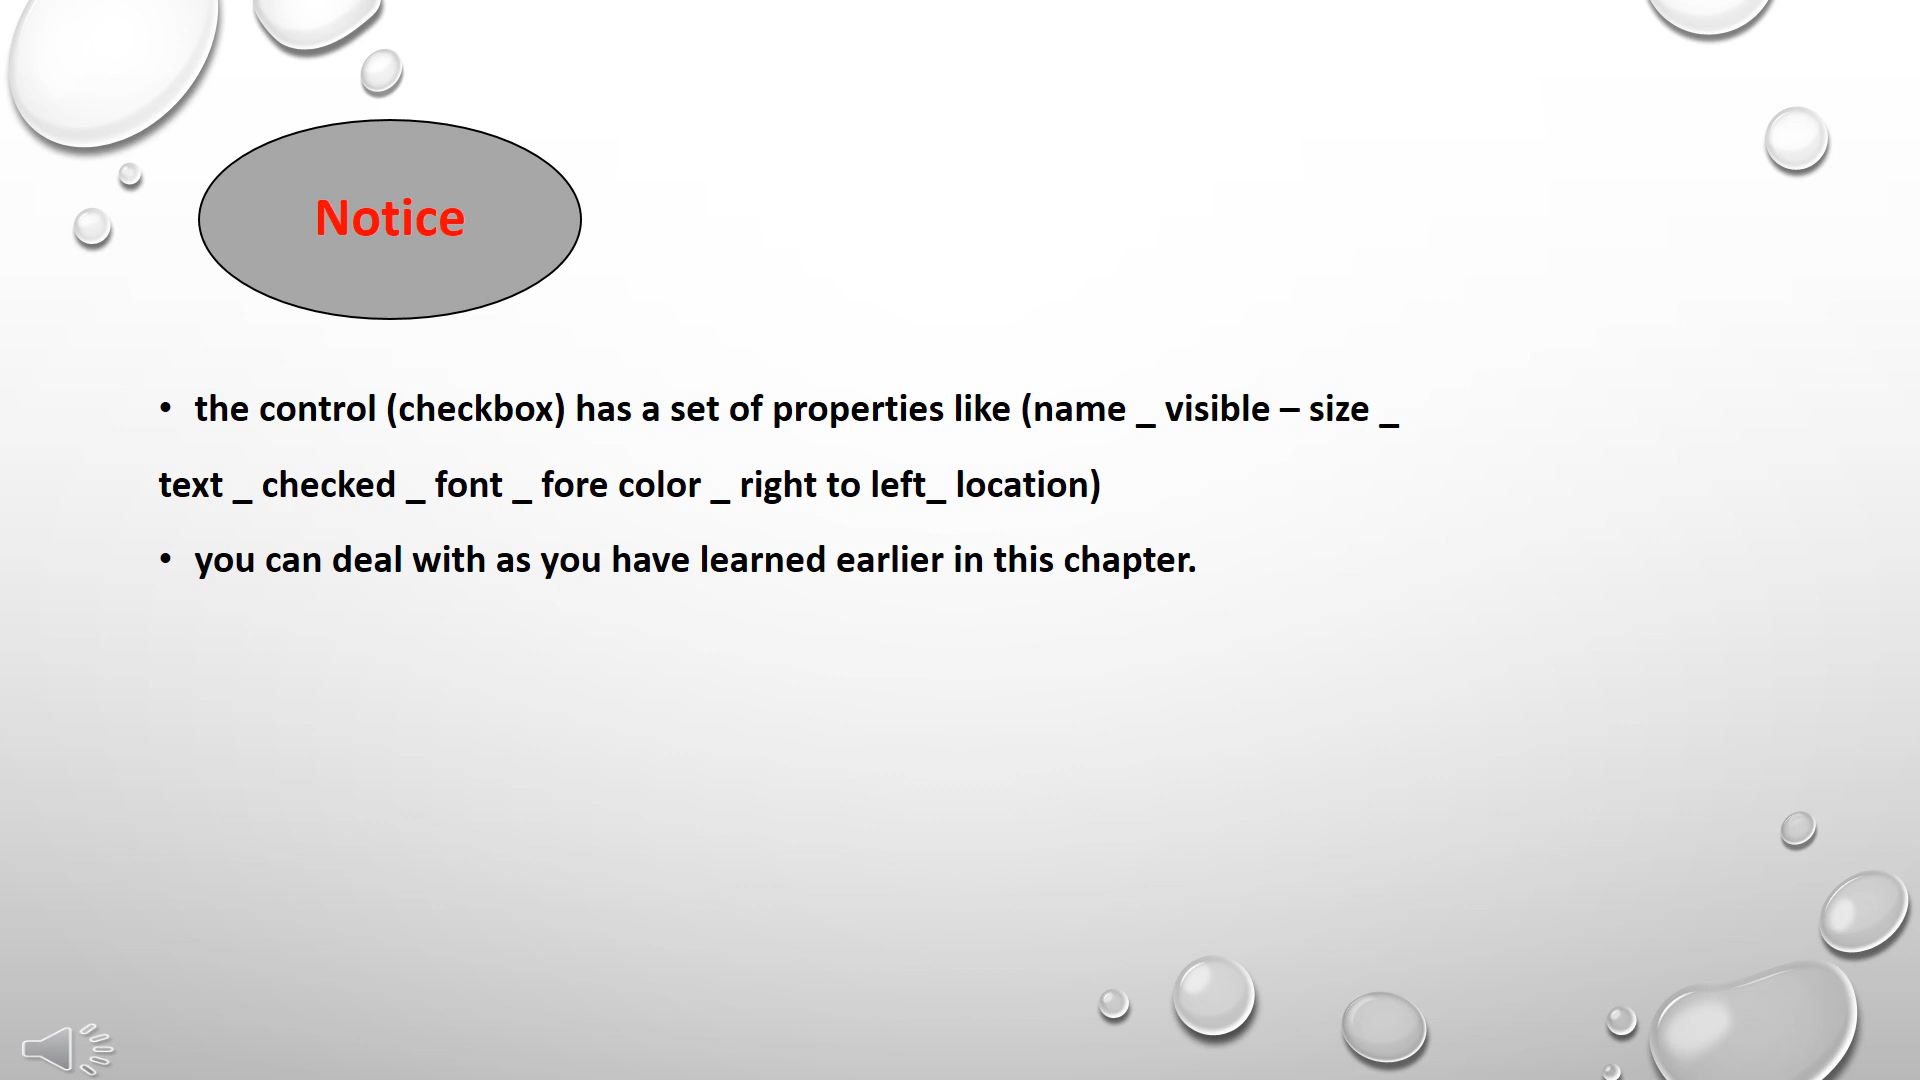 Notice
• the control (checkbox) has a set of properties like (name _ visible – size _
text _ checked _ font _ fore color _ right to left_ location)
• you can deal with as you have learned earlier in this chapter.